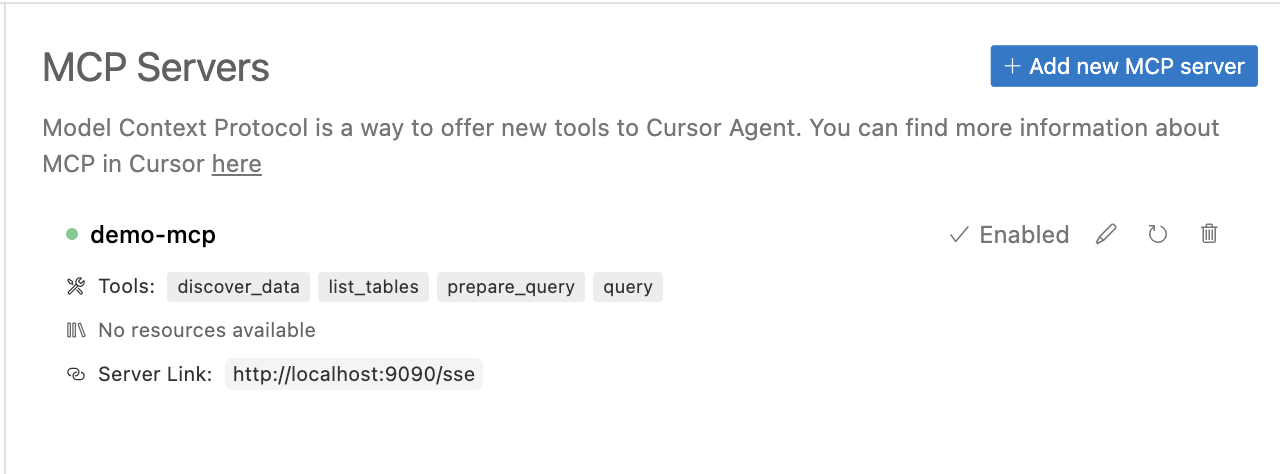 MCP Servers
+ Add new MCP server
Model Context Protocol is a way to offer new tools to Cursor Agent. You can find more information about
MCP in Cursor here
demo-mcp
Enabled
Tools: discover_data list_tables prepare_query query
No resources available
Server Link: http://localhost:9090/sse